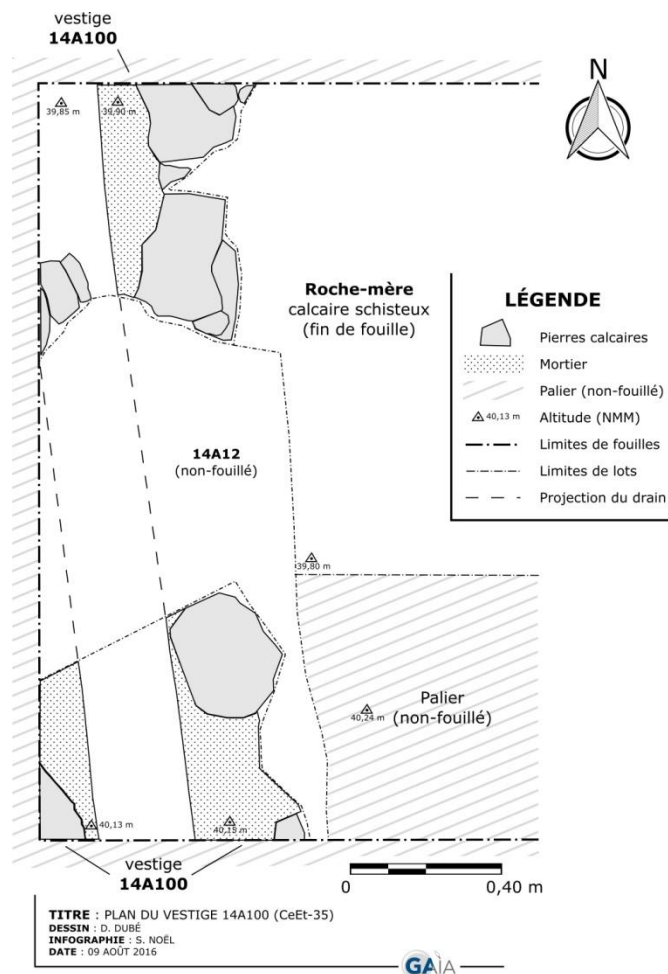 vestige
14A100
N
39,85 m
39,90 m
Roche-mère
calcaire schisteux
(fin de fouille)
LÉGENDE
Pierres calcaires
Mortier
Palier (non-fouillé)
40,13 m
Altitude (NMM)
Limites de fouilles
Limites de lots
Projection du drain
14A12
(non-fouillé)
39,80 m
Palier
(non-fouillé)
40,24 m
40,13 m
40,15 m
vestige
14A100
0
0,40 m
TITRE : PLAN DU VESTIGE 14A100 (CeEt-35)
DESSIN : D. DUBÉ
INFOGRAPHIE : S. NOËL
DATE : 09 AOÛT 2016
GAÏA